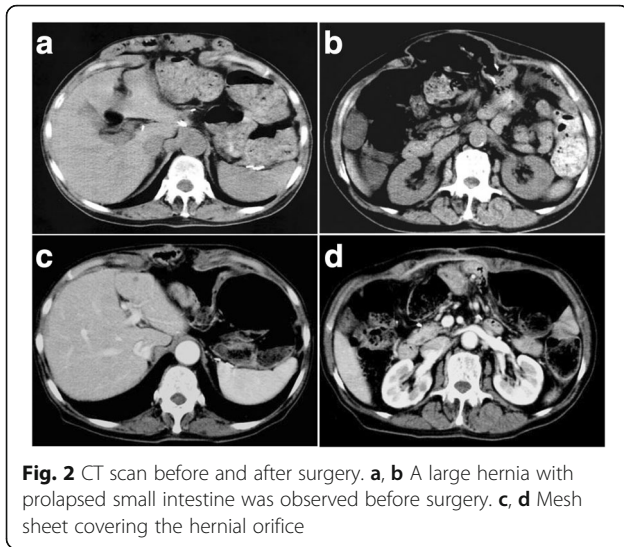 a
b
c
d
Fig. 2 CT scan before and after surgery. a, b A large hernia with
prolapsed small intestine was observed before surgery. c, d Mesh
sheet covering the hernial orifice